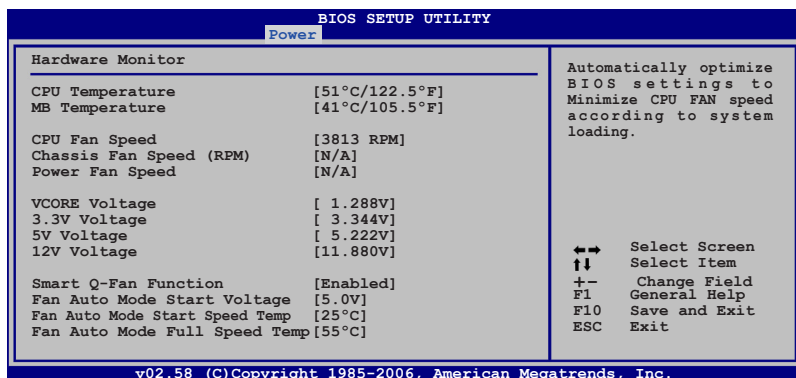 BIOS SETUP UTILITY
Power
Hardware Monitor
CPU Temperature [51°C/122.5°F]
MB Temperature [41°C/105.5°F]
CPU Fan Speed [3813 RPM]
Chassis Fan Speed (RPM) [N/A]
Power Fan Speed [N/A]
VCORE Voltage [ 1.288V]
3.3V Voltage [ 3.344V]
5V Voltage [ 5.222V]
12V Voltage [11.880V]
Smart Q-Fan Function [Enabled]
Fan Auto Mode Start Voltage [5.0V]
Fan Auto Mode Start Speed Temp [25°C]
Fan Auto Mode Full Speed Temp [55°C]
Automatically optimize
BIOS settings to
Minimize CPU FAN speed
according to system
loading.
←→ Select Screen
↑↓ Select Item
+- Change Field
F1 General Help
F10 Save and Exit
ESC Exit
v02.58 (C)Copyright 1985-2006, American Megatrends, Inc.